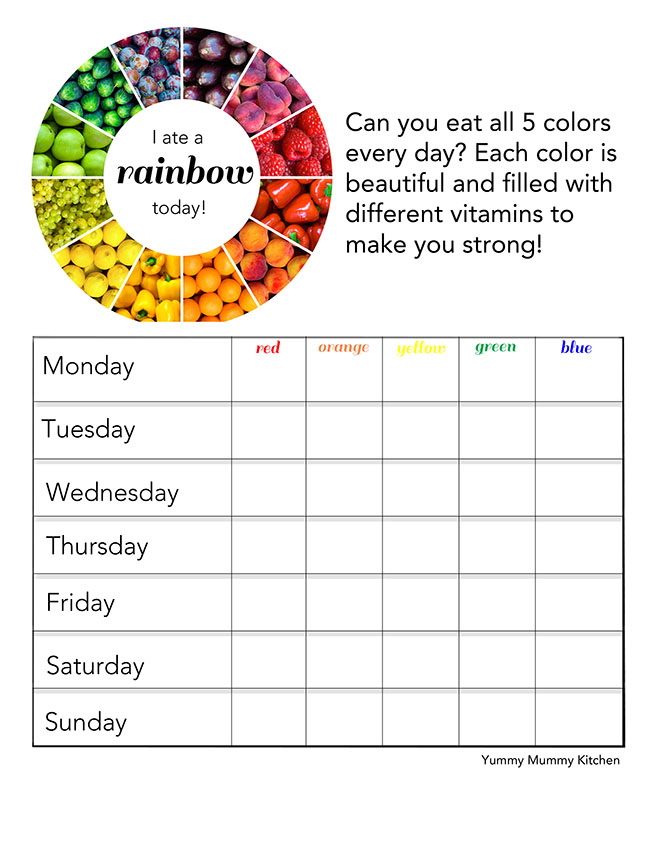 I ate a
rainbow
today!
Can you eat all 5 colors
every day? Each color is
beautiful and filled with
different vitamins to
make you strong!
red orange yellow green blue
Monday
Tuesday
Wednesday
Thursday
Friday
Saturday
Sunday
Yummy Mummy Kitchen